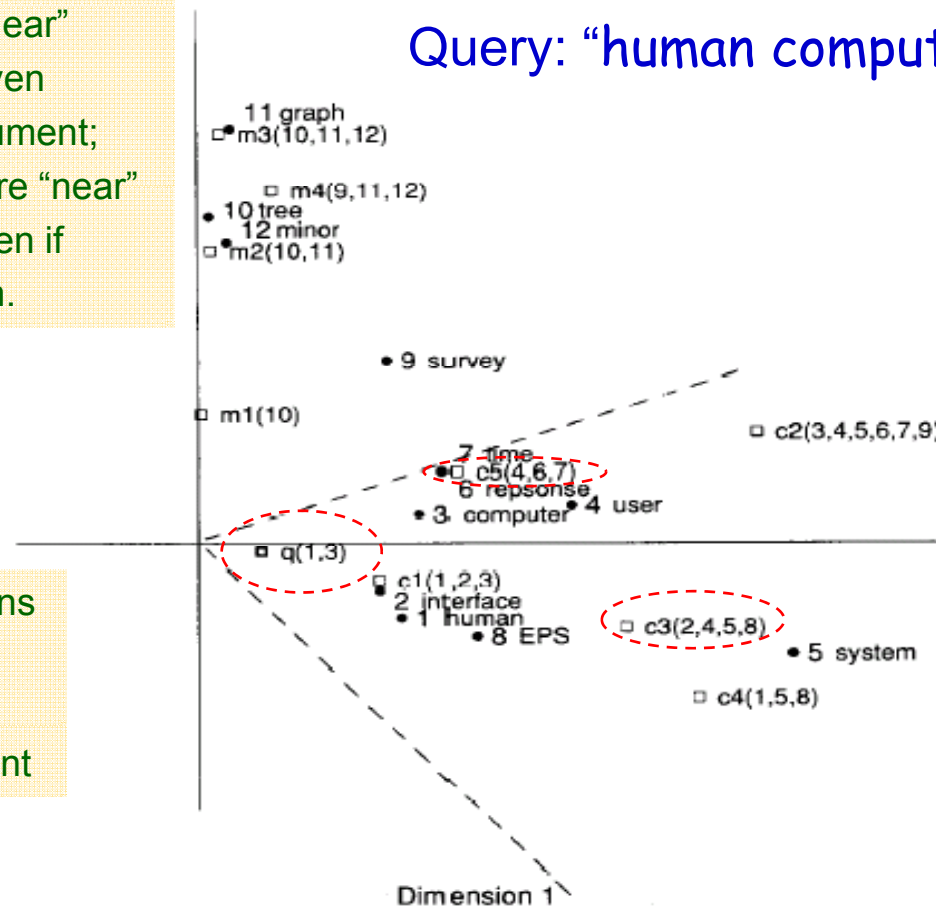 ear”
ven
ument;
re “near”
en if
n.
Query: “human comput
11 graph
m3(10,11,12)
m4(9,11,12)
10 tree
12 minor
m2(10,11)
9 survey
m1(10)
c2(3,4,5,6,7,9)
7 time
c5(4,6,7)
6 repsonse
4 user
3. computer
q(1,3)
c1(1,2,3)
2 interface
1 human
8 EPS
c3(2,4,5,8)
5 system
c4(1,5,8)
ns
nt
Dimension 1